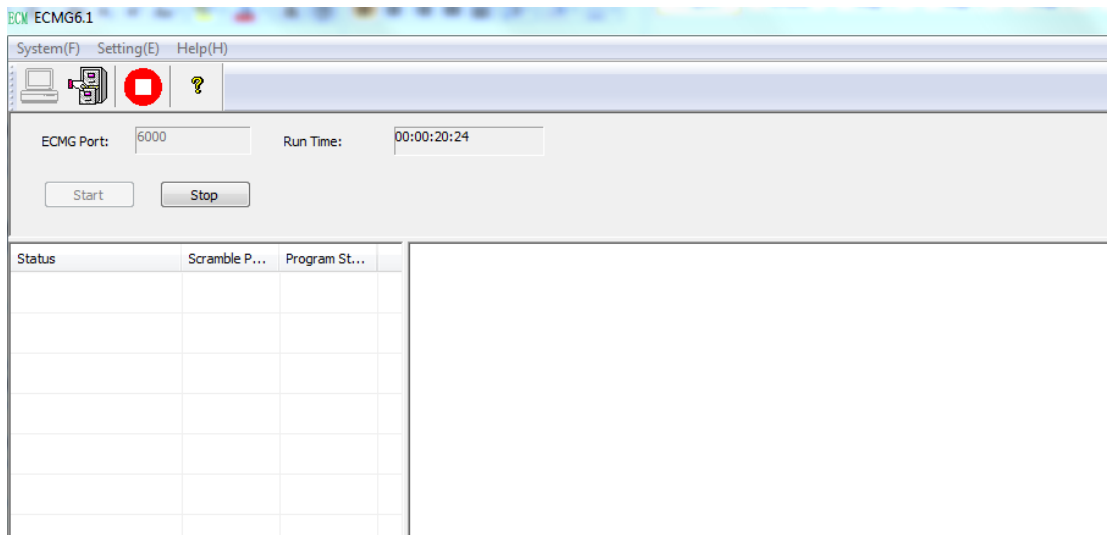 ECM ECMG6.1
System(F) Setting(E) Help(H)
?
ECMG Port: 6000 Run Time: 00:00:20:24
Start Stop
Status Scramble P... Program St...